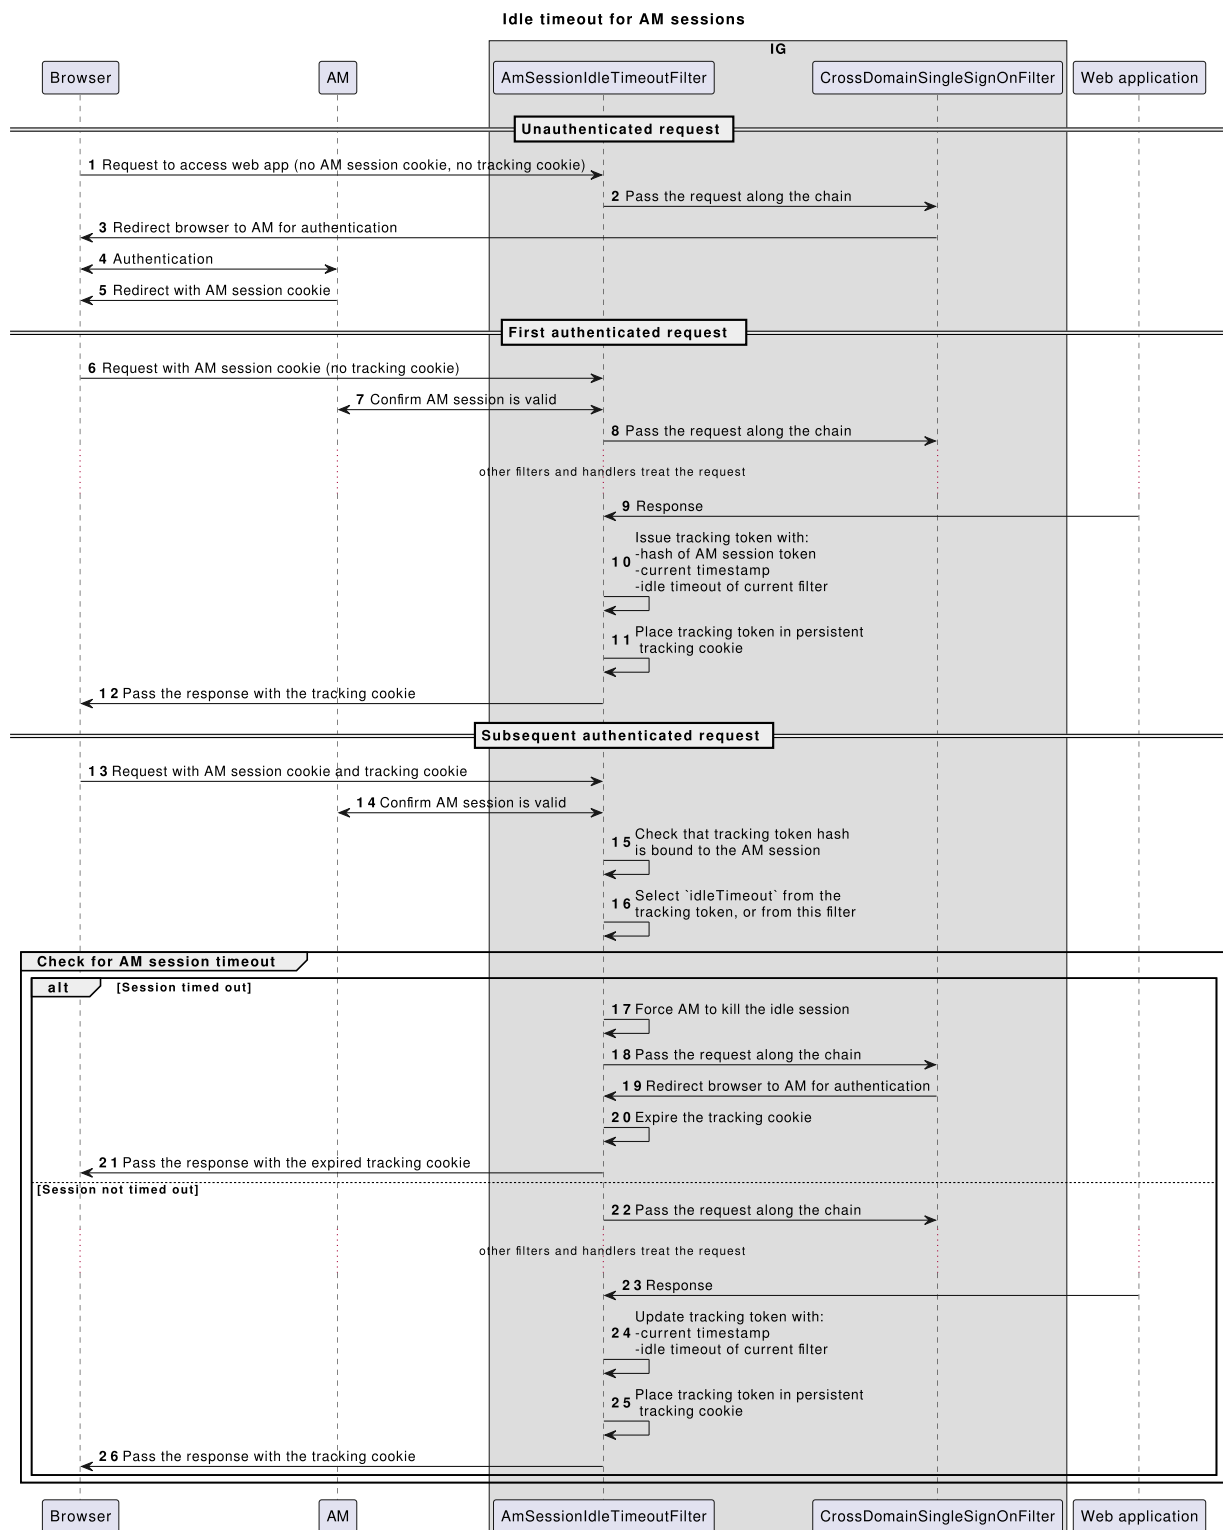 Idle timeout for AM sessions
IG
Browser
AM
AmSessionIdleTimeoutFilter
CrossDomainSingleSignOnFilter
Web application
Unauthenticated request
1 Request to access web app (no AM session cookie, no tracking cookie)
2 Pass the request along the chain
3 Redirect browser to AM for authentication
4 Authentication
5 Redirect with AM session cookie
First authenticated request
6 Request with AM session cookie (no tracking cookie)
7 Confirm AM session is valid
8 Pass the request along the chain
other filters and handlers treat the request
9 Response
Issue tracking token with:
-hash of AM session token
10
-current timestamp
-idle timeout of current filter
11 Place tracking token in persistent
tracking cookie
12 Pass the response with the tracking cookie
Subsequent authenticated request
13 Request with AM session cookie and tracking cookie
14 Confirm AM session is valid
15 Check that tracking token hash
is bound to the AM session
16 Select `idleTimeout` from the
tracking token, or from this filter
Check for AM session timeout
alt [Session timed out]
17 Force AM to kill the idle session
18 Pass the request along the chain
19 Redirect browser to AM for authentication
20 Expire the tracking cookie
21 Pass the response with the expired tracking cookie
[Session not timed out]
22 Pass the request along the chain
other filters and handlers treat the request
23 Response
Update tracking token with:
24 -current timestamp
-idle timeout of current filter
25 Place tracking token in persistent
tracking cookie
26 Pass the response with the tracking cookie
Browser
AM
AmSessionIdleTimeoutFilter
CrossDomainSingleSignOnFilter
Web application